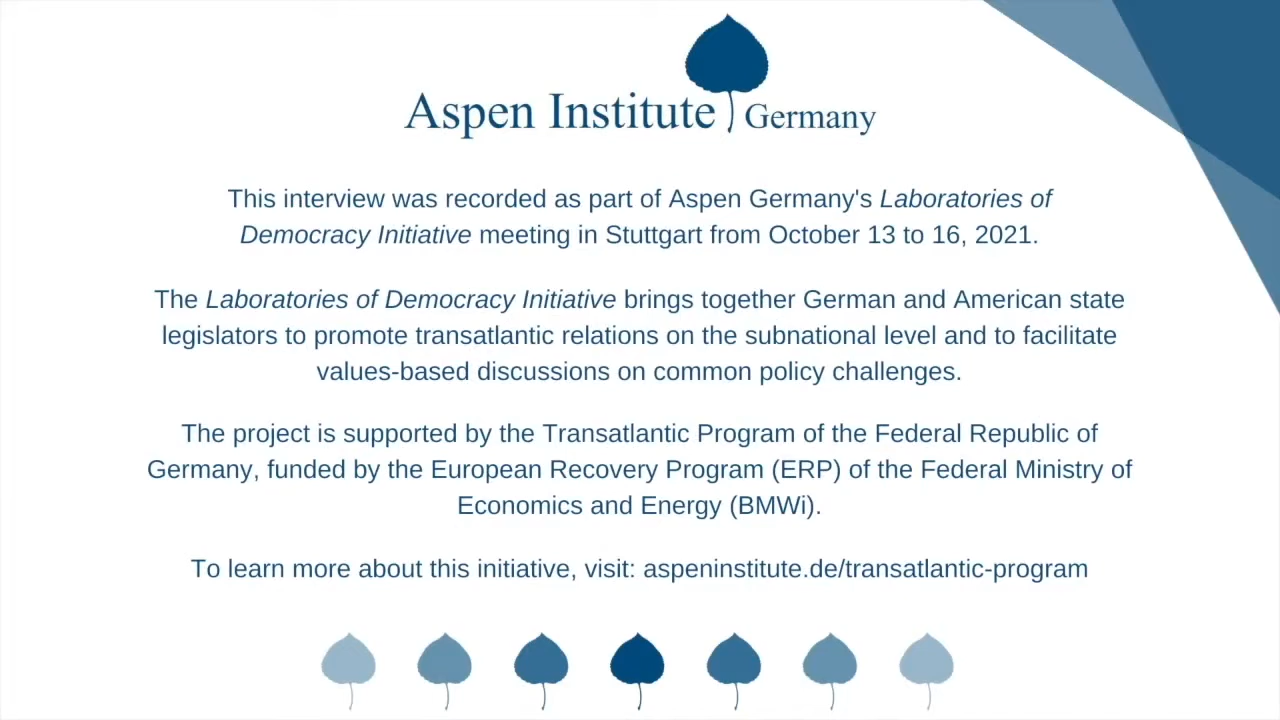 Aspen Institute Germany
This interview was recorded as part of Aspen Germany's Laboratories of
Democracy Initiative meeting in Stuttgart from October 13 to 16, 2021.
The Laboratories of Democracy Initiative brings together German and American state
legislators to promote transatlantic relations on the subnational level and to facilitate
values-based discussions on common policy challenges.
The project is supported by the Transatlantic Program of the Federal Republic of
Germany, funded by the European Recovery Program (ERP) of the Federal Ministry of
Economics and Energy (BMWi).
To learn more about this initiative, visit: aspeninstitute.de/transatlantic-program